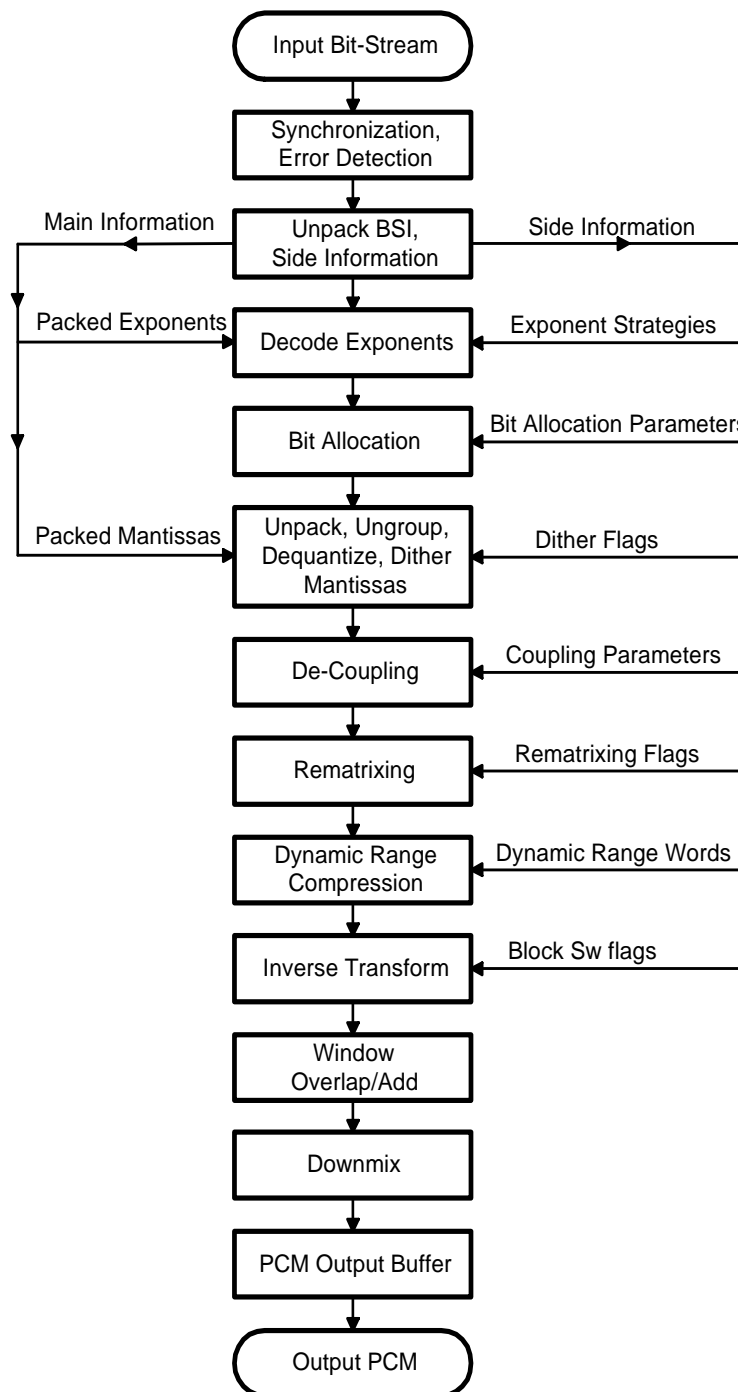 Input Bit-Stream
Synchronization,
Error Detection
Main Information
Unpack BSI,
Side Information
Side Information
Packed Exponents
Decode Exponents
Exponent Strategies
Bit Allocation
Bit Allocation Parameters
Packed Mantissas
Unpack, Ungroup,
Dequantize, Dither
Mantissas
Dither Flags
De-Coupling
Coupling Parameters
Rematrixing
Rematrixing Flags
Dynamic Range
Compression
Dynamic Range Words
Inverse Transform
Block Sw flags
Window
Overlap/Add
Downmix
PCM Output Buffer
Output PCM